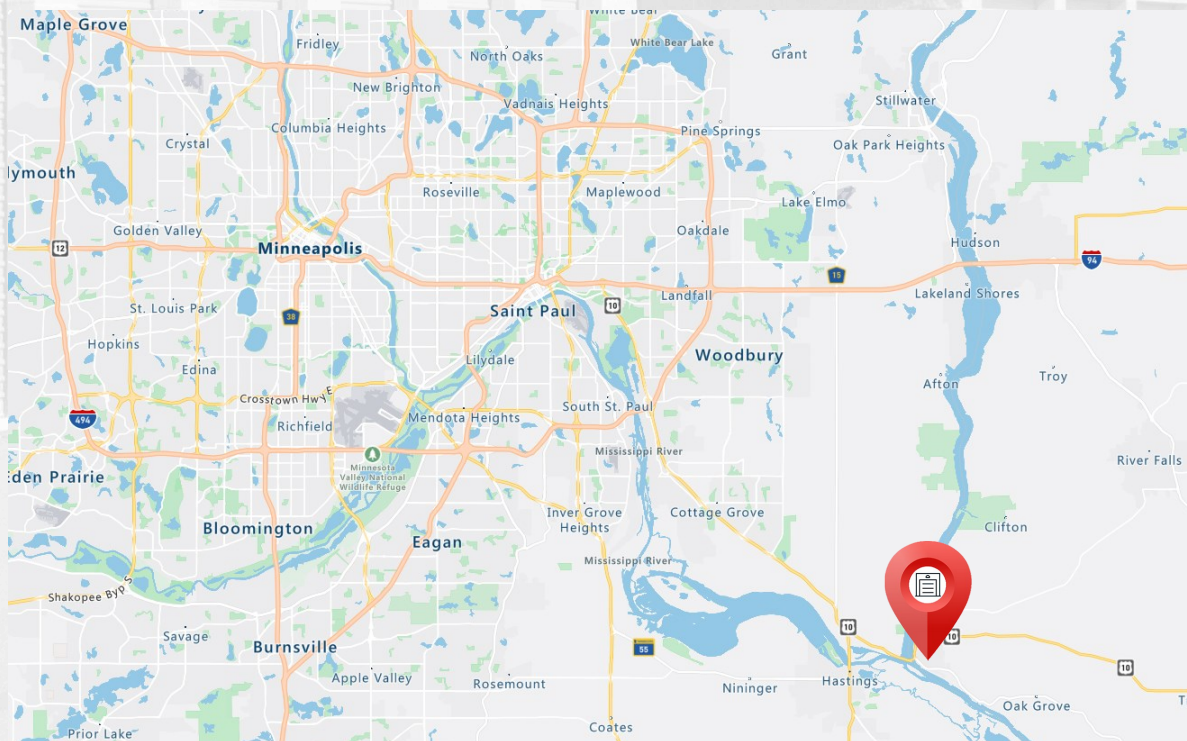 Maple Grove
Fridley
North Oaks
White Bear
White Bear Lake
Grant
New Brighton
Vadnais Heights
Stillwater
Columbia Heights
Pine Springs
Crystal
Oak Park Heights
lymouth
Roseville
Maplewood
Lake Elmo
Golden Valley
Oakdale
Minneapolis
Hudson
12
94
15
St. Louis Park
38
Saint Paul
10
Landfall
Lakeland Shores
Hopkins
Edina
Lilydale
Woodbury
Afton
Troy
Crosstown Hwy E
494
Richfield
Mendota Heights
South St. Paul
Minnesota
Valley National
Wildlife Refuge
Mississippi River
River Falls
Eden Prairie
Bloomington
Eagan
Inver Grove
Heights
Cottage Grove
Clifton
Mississippi River
Shakopee Byp S
Savage
Burnsville
55
10
10
10
Apple Valley
Rosemount
Nininger
Hastings
Oak Grove
Prior Lake
Coates